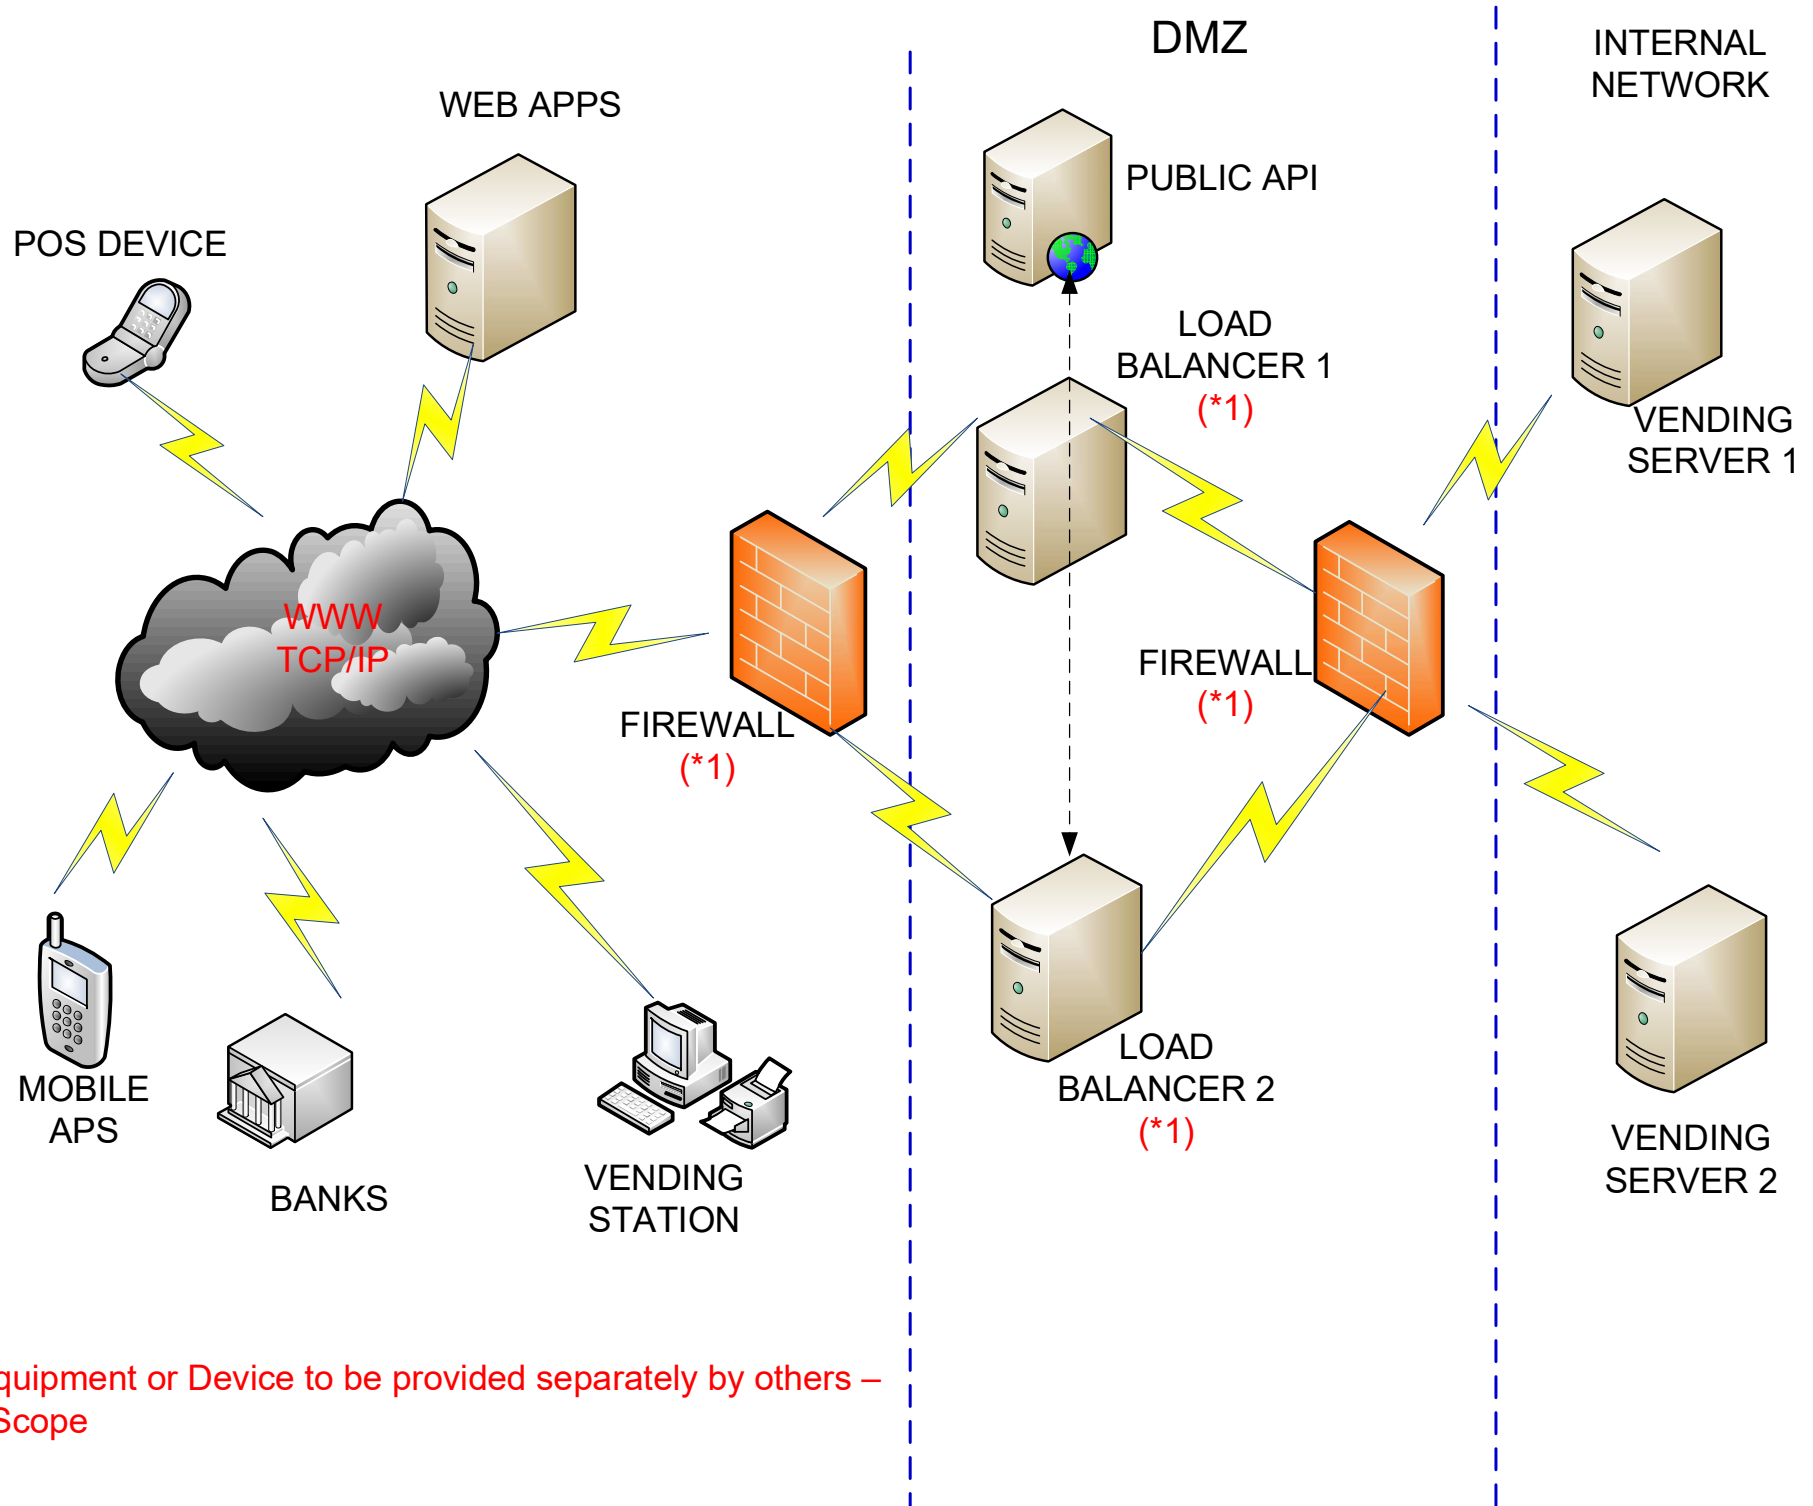 DMZ
INTERNAL
NETWORK
WEB APPS
PUBLIC API
POS DEVICE
LOAD
BALANCER 1
(*1)
VENDING
SERVER 1
WWW
TCP/IP
FIREWALL
(*1)
FIREWALL
(*1)
LOAD
BALANCER 2
(*1)
MOBILE
APS
BANKS
VENDING
STATION
VENDING
SERVER 2
quipment or Device to be provided separately by others –
Scope